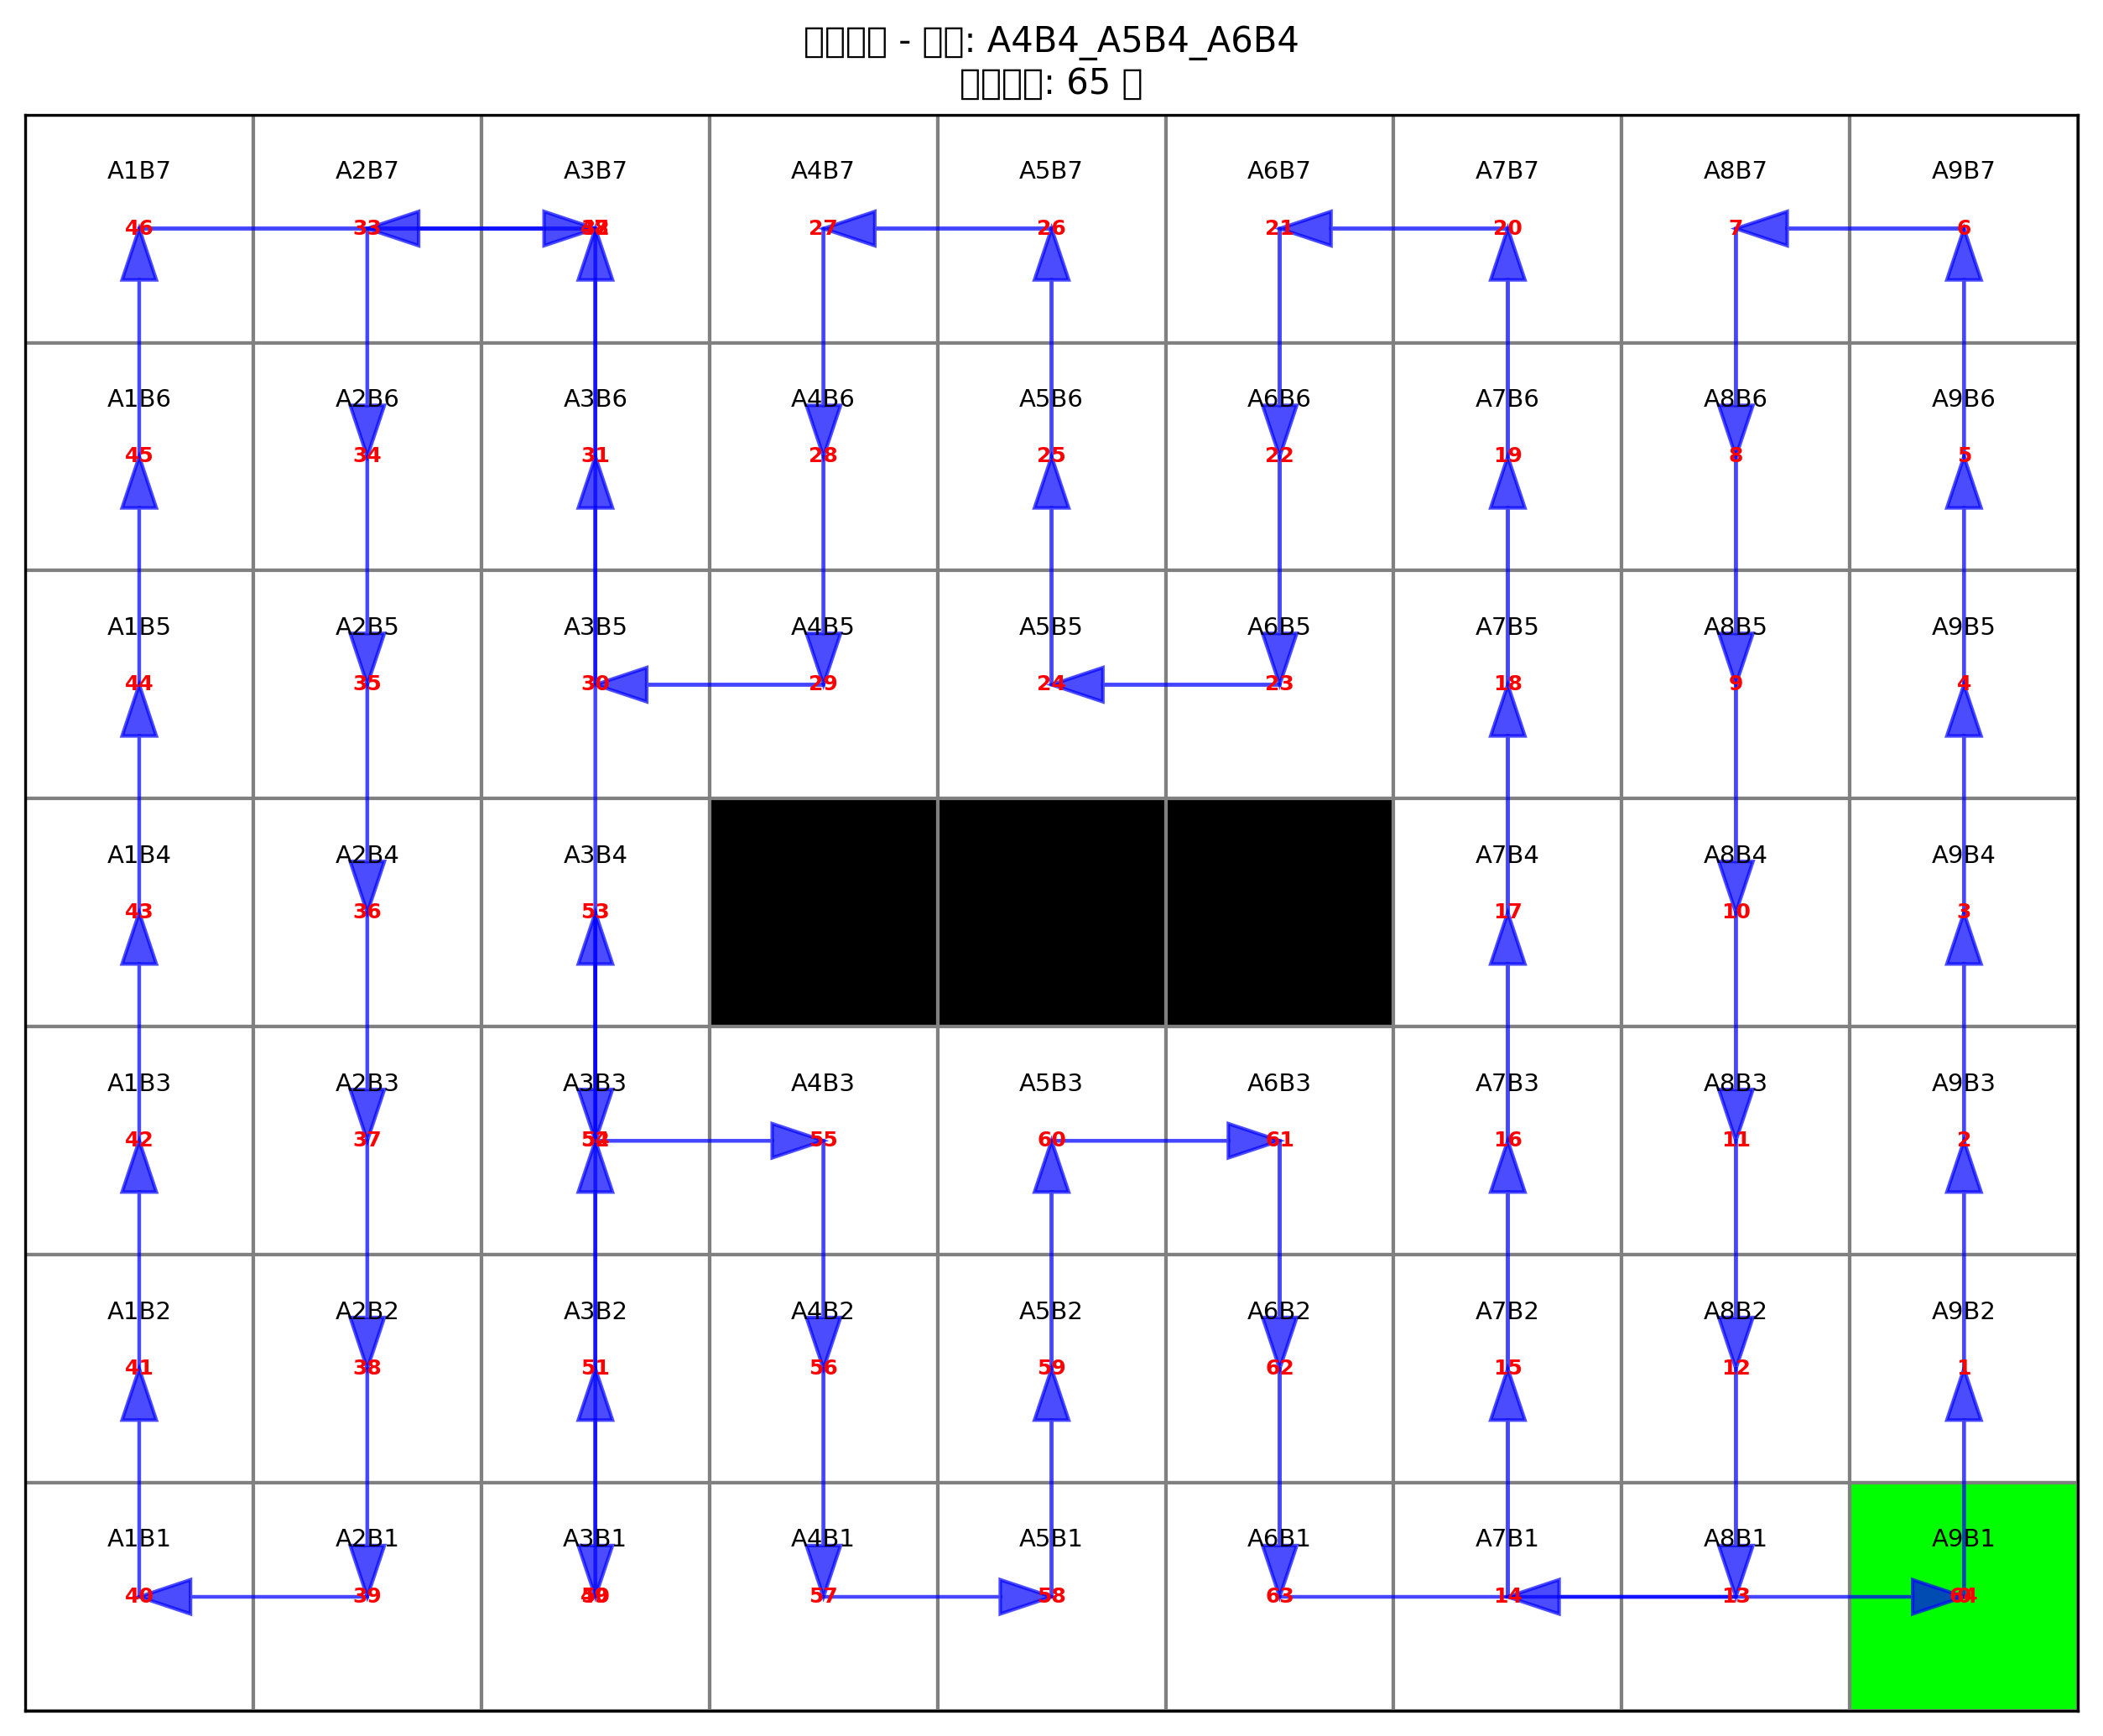 □□□□ - □□: A4B4_A5B4_A6B4
□□□□: 65 □
A1B7 A2B7 A3B7 A4B7 A5B7 A6B7 A7B7 A8B7 A9B7
46 33 27 26 21 20 7 6
A1B6 A2B6 A3B6 A4B6 A5B6 A6B6 A7B6 A8B6 A9B6
45 34 31 28 25 22 19 8 5
A1B5 A2B5 A3B5 A4B5 A5B5 A6B5 A7B5 A8B5 A9B5
44 35 30 29 24 23 18 9 4
A1B4 A2B4 A3B4 A7B4 A8B4 A9B4
43 36 53 17 10 3
A1B3 A2B3 A3B3 A4B3 A5B3 A6B3 A7B3 A8B3 A9B3
42 37 55 60 61 16 11 2
A1B2 A2B2 A3B2 A4B2 A5B2 A6B2 A7B2 A8B2 A9B2
41 38 51 56 59 62 15 12 1
A1B1 A2B1 A3B1 A4B1 A5B1 A6B1 A7B1 A8B1 A9B1
40 39 57 58 63 14 13